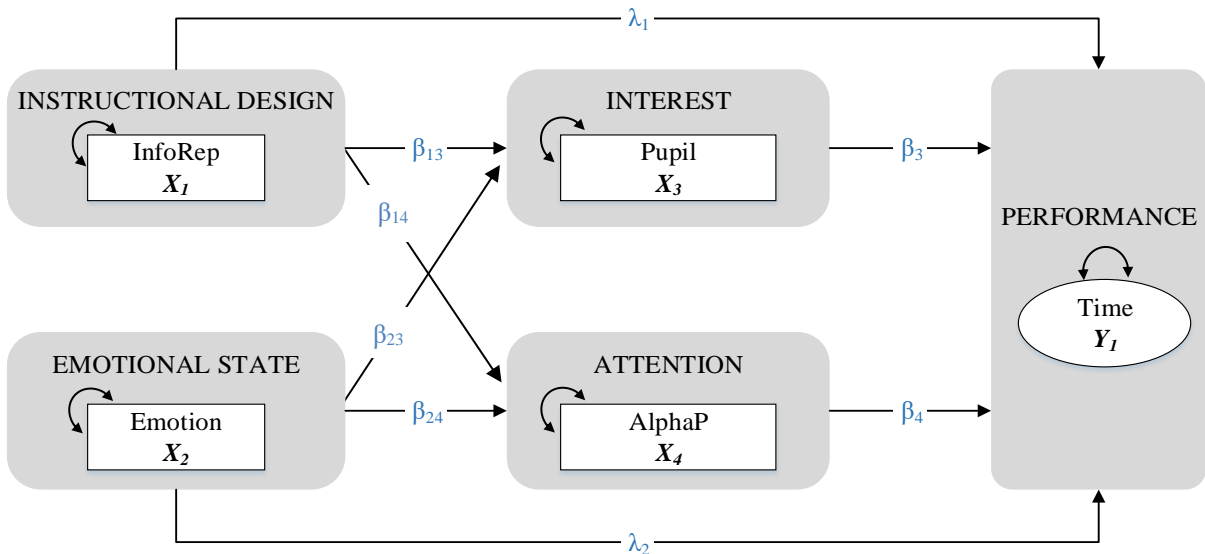 λ1
INSTRUCTIONAL DESIGN
InfoRep
X1
β13
INTEREST
Pupil
X3
β3
β14
PERFORMANCE
Time
Y1
β23
EMOTIONAL STATE
Emotion
X2
β24
ATTENTION
AlphaP
X4
β4
λ2